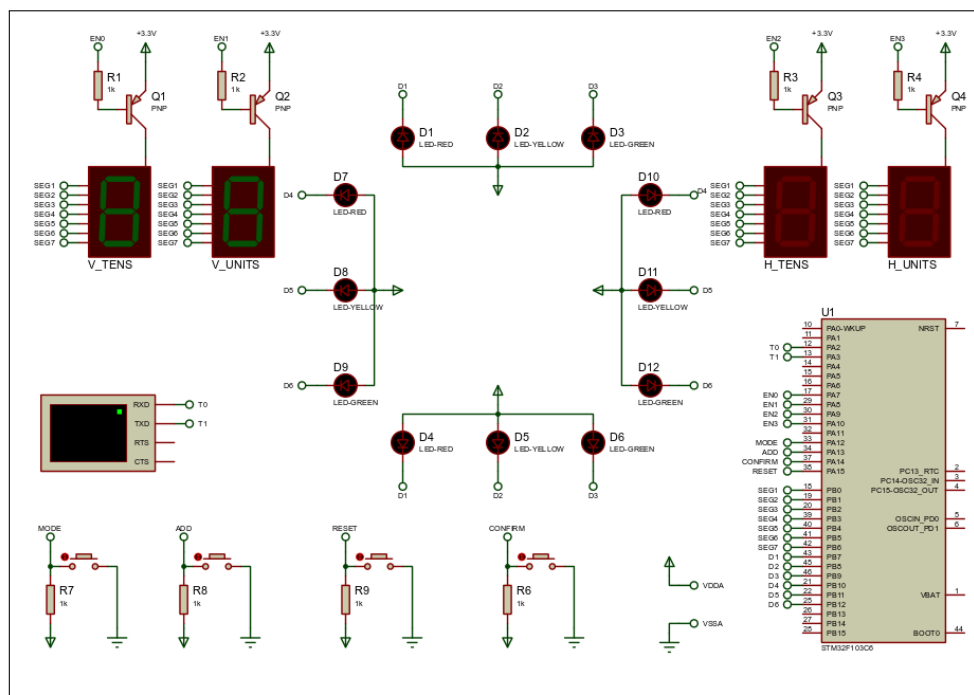 EN0
+3.3V
R1
1k
Q1
PNP
EN1
+3.3V
R2
1k
Q2
PNP
D1
D2
D3
D1
LED-RED
D2
LED-YELLOW
D3
LED-GREEN
EN2
+3.3V
R3
1k
Q3
PNP
EN3
+3.3V
R4
1k
Q4
PNP
SEG1
SEG2
SEG3
SEG4
SEG5
SEG6
SEG7
V_TENS
SEG1
SEG2
SEG3
SEG4
SEG5
SEG6
SEG7
V_UNITS
D4
D7
LED-RED
D5
D8
LED-YELLOW
D6
D9
LED-GREEN
D10
D4
LED-RED
D11
D5
LED-YELLOW
D12
D6
LED-GREEN
SEG1
SEG2
SEG3
SEG4
SEG5
SEG6
SEG7
H_TENS
SEG1
SEG2
SEG3
SEG4
SEG5
SEG6
SEG7
H_UNITS
D4
LED-RED
D5
LED-YELLOW
D6
LED-GREEN
D1
D2
D3
RXD
T0
TXD
T1
RTS
CTS
MODE
R7
1k
ADD
R8
1k
RESET
R9
1k
CONFIRM
R6
1k
VDDA
VSSA
U1
10 PA0-WKUP NRST 7
11 PA1
T0 12 PA2
T1 13 PA3
14 PA4
15 PA5
16 PA6
EN0 17 PA7
EN1 29 PA8
EN2 30 PA9
EN3 31 PA10
32 PA11
MODE 33 PA12
ADD 34 PA13
CONFIRM 37 PA14
RESET 38 PA15
PC13_RTC 2
PC14-OSC32_IN 3
PC15-OSC32_OUT 4
SEG1 18 PB0
SEG2 19 PB1
SEG3 20 PB2
SEG4 39 PB3
SEG5 40 PB4
SEG6 41 PB5
SEG7 42 PB6
D1 43 PB7
D2 45 PB8
D3 46 PB9
D4 21 PB10
D5 22 PB11
D6 25 PB12
26 PB13
27 PB14
28 PB15
OSCIN_PD0 5
OSCOUT_PD1 6
VBAT 1
BOOT0 44
STM32F103C6